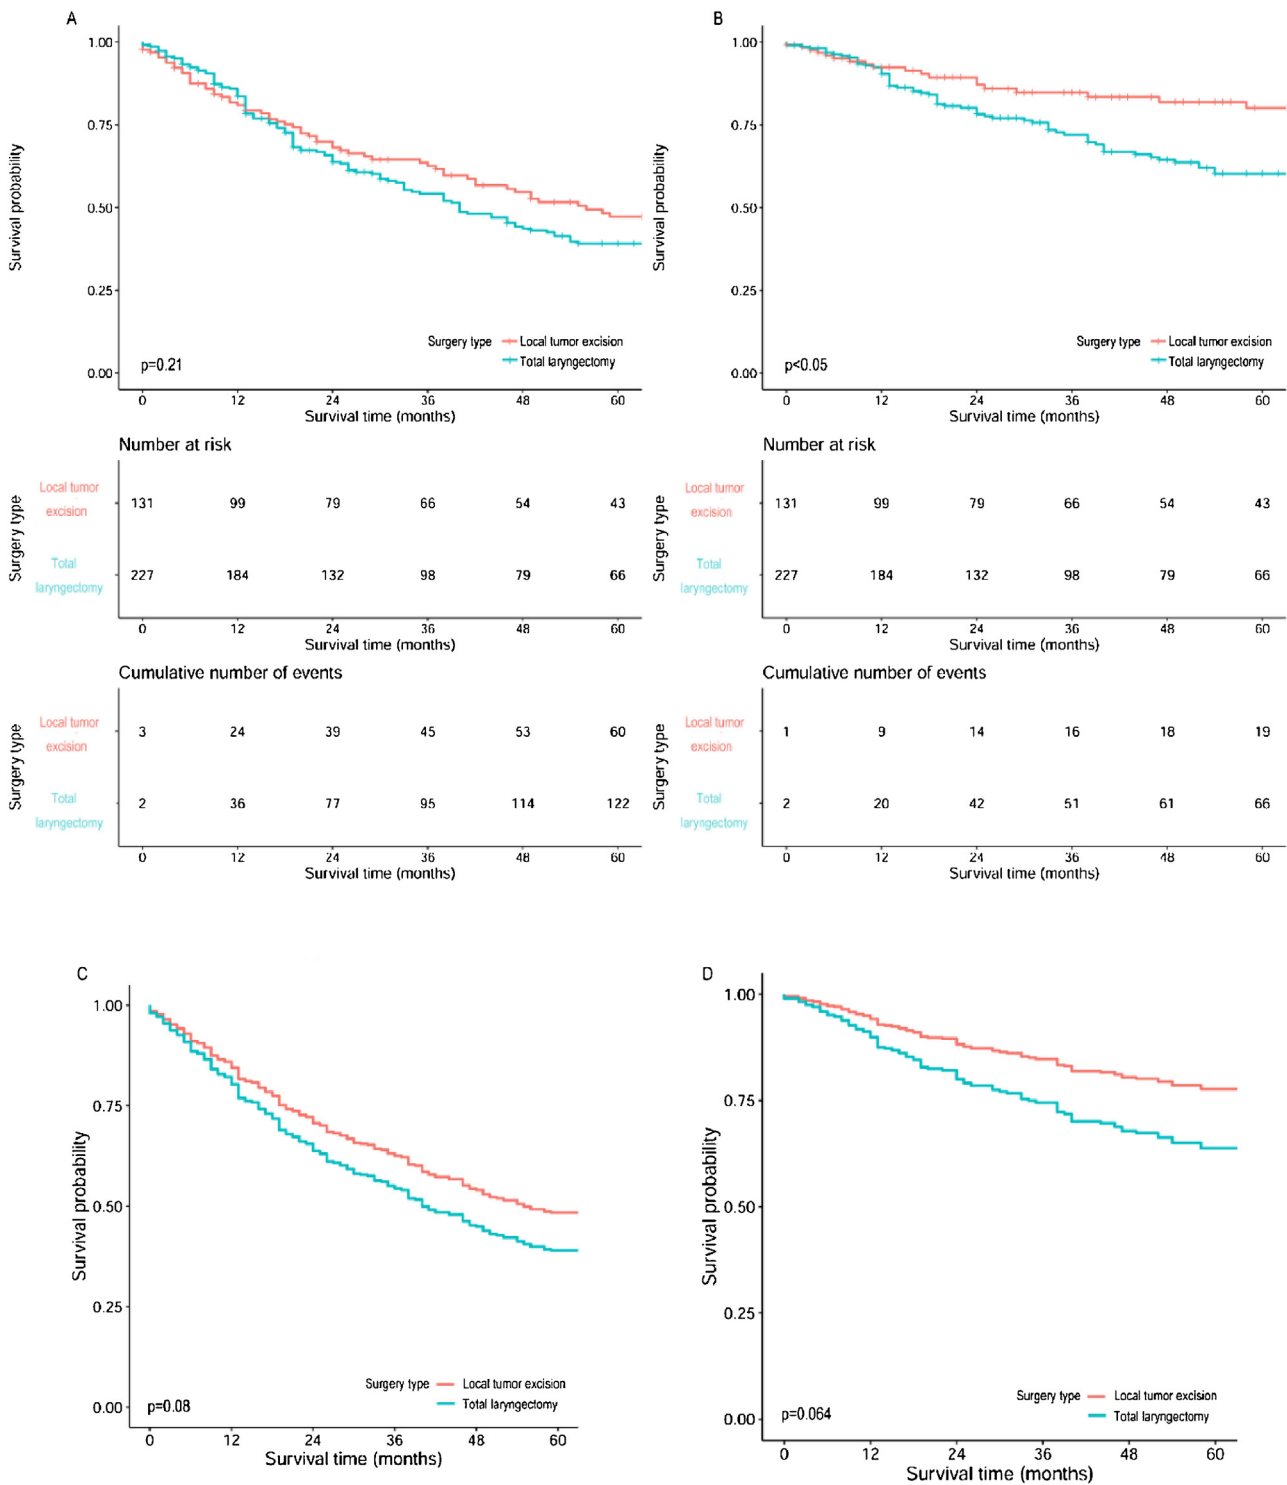 A
1.00
0.75
0.50
0.25
0.00
Survival probability
Surgery type Local tumor excision
Total laryngectomy
p=0.21
0 12 24 36 48 60
Survival time (months)
Number at risk
Surgery type
Local tumor
excision
131 99 79 66 54 43
Total
laryngectomy
227 184 132 98 79 66
0 12 24 36 48 60
Survival time (months)
Cumulative number of events
Surgery type
Local tumor
excision
3 24 39 45 53 60
Total
laryngectomy
2 36 77 95 114 122
0 12 24 36 48 60
Survival time (months)
B
1.00
0.75
0.50
0.25
0.00
Survival probability
Surgery type Local tumor excision
Total laryngectomy
p<0.05
0 12 24 36 48 60
Survival time (months)
Number at risk
Surgery type
Local tumor
excision
131 99 79 66 54 43
Total
laryngectomy
227 184 132 98 79 66
0 12 24 36 48 60
Survival time (months)
Cumulative number of events
Surgery type
Local tumor
excision
1 9 14 16 18 19
Total
laryngectomy
2 20 42 51 61 66
0 12 24 36 48 60
Survival time (months)
C
1.00
0.75
0.50
0.25
0.00
Survival probability
Surgery type Local tumor excision
Total laryngectomy
p=0.08
0 12 24 36 48 60
Survival time (months)
D
1.00
0.75
0.50
0.25
0.00
Survival probability
Surgery type Local tumor excision
Total laryngectomy
p=0.064
0 12 24 36 48 60
Survival time (months)